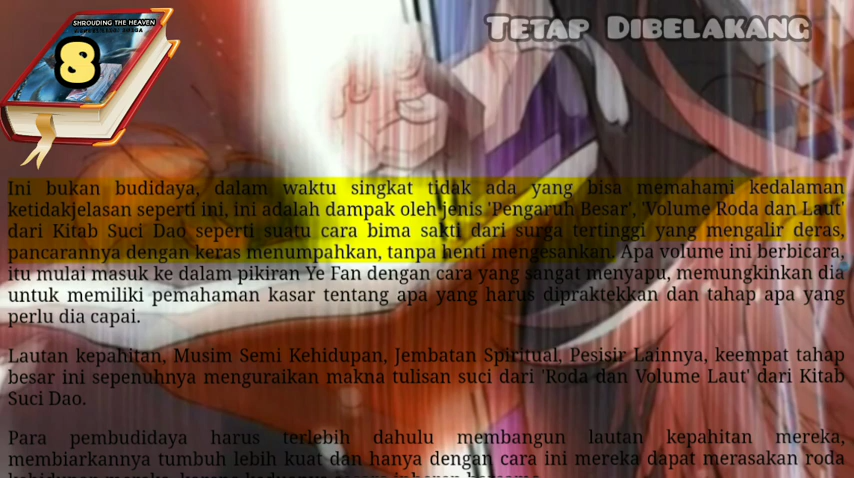 SHROUDING THE HEAVEN
8
Tetap Dibelakang
Ini bukan budidaya, dalam waktu singkat tidak ada yang bisa memahami kedalaman
ketidakjelasan seperti ini, ini adalah dampak oleh jenis 'Pengaruh Besar', 'Volume Roda dan Laut'
dari Kitab Suci Dao seperti suatu cara bima sakti dari surga tertinggi yang mengalir deras,
pancarannya dengan keras menumpahkan, tanpa henti mengesankan. Apa volume ini berbicara,
itu mulai masuk ke dalam pikiran Ye Fan dengan cara yang sangat menyapu, memungkinkan dia
untuk memiliki pemahaman kasar tentang apa yang harus dipraktekkan dan tahap apa yang
perlu dia capai.
Lautan kepahitan, Musim Semi Kehidupan, Jembatan Spiritual, Pesisir Lainnya, keempat tahap
besar ini sepenuhnya menguraikan makna tulisan suci dari 'Roda dan Volume Laut' dari Kitab
Suci Dao.
Para pembudidaya harus terlebih dahulu membangun lautan kepahitan mereka,
membiarkannya tumbuh lebih kuat dan hanya dengan cara ini mereka dapat merasakan roda